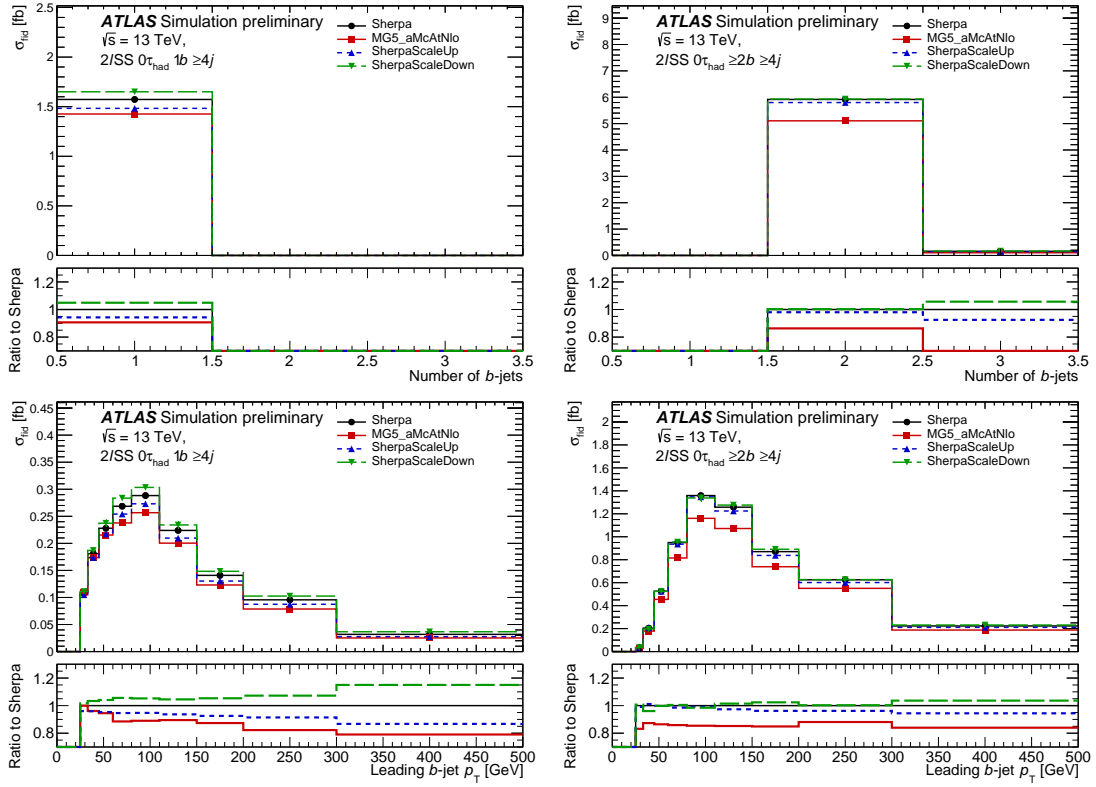 ATLAS Simulation preliminary
√s = 13 TeV,
2lSS 0τhad 1b ≥4j
Sherpa
MG5_aMcAtNlo
SherpaScaleUp
SherpaScaleDown
σfid [fb]
2.5
2
1.5
1
0.5
0
Ratio to Sherpa
1.2
1
0.8
0.5 1 1.5 2 2.5 3 3.5
Number of b-jets
ATLAS Simulation preliminary
√s = 13 TeV,
2lSS 0τhad ≥2b ≥4j
Sherpa
MG5_aMcAtNlo
SherpaScaleUp
SherpaScaleDown
σfid [fb]
9
8
7
6
5
4
3
2
1
0
Ratio to Sherpa
1.2
1
0.8
0.5 1 1.5 2 2.5 3 3.5
Number of b-jets
ATLAS Simulation preliminary
√s = 13 TeV,
2lSS 0τhad 1b ≥4j
Sherpa
MG5_aMcAtNlo
SherpaScaleUp
SherpaScaleDown
σfid [fb]
0.45
0.4
0.35
0.3
0.25
0.2
0.15
0.1
0.05
0
Ratio to Sherpa
1.2
1
0.8
0 50 100 150 200 250 300 350 400 450 500
Leading b-jet pT [GeV]
ATLAS Simulation preliminary
√s = 13 TeV,
2lSS 0τhad ≥2b ≥4j
Sherpa
MG5_aMcAtNlo
SherpaScaleUp
SherpaScaleDown
σfid [fb]
2
1.8
1.6
1.4
1.2
1
0.8
0.6
0.4
0.2
0
Ratio to Sherpa
1.2
1
0.8
0 50 100 150 200 250 300 350 400 450 500
Leading b-jet pT [GeV]